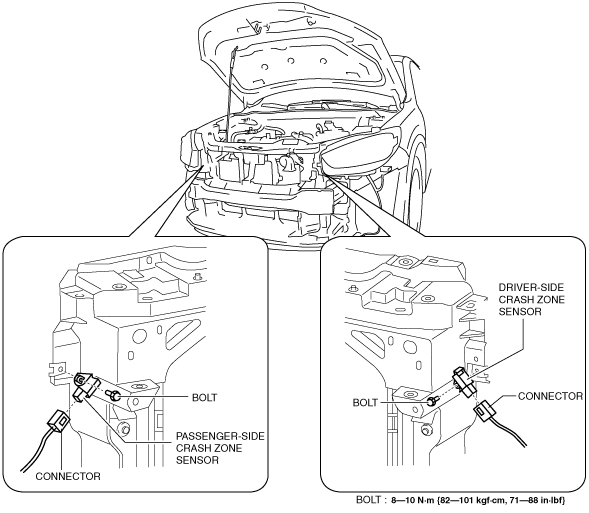 DRIVER-SIDE
CRASH ZONE
SENSOR
BOLT
CONNECTOR
BOLT
PASSENGER-SIDE
CRASH ZONE
SENSOR
CONNECTOR
BOLT : 8—10 N·m {82—101 kgf·cm, 71—88 in·lbf}